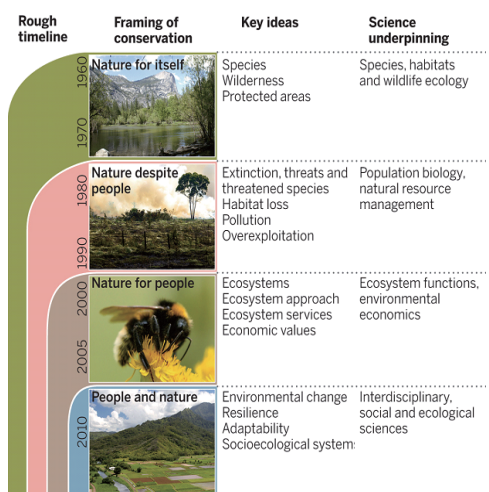 Rough
timeline
Framing of
conservation
Key ideas
Science
underpinning
1960
1970
Nature for itself
Species
Wilderness
Protected areas
Species, habitats
and wildlife ecology
1980
1990
Nature despite
people
Extinction, threats and
threatened species
Habitat loss
Pollution
Overexploitation
Population biology,
natural resource
management
2000
2005
Nature for people
Ecosystems
Ecosystem approach
Ecosystem services
Economic values
Ecosystem functions,
environmental
economics
2010
People and nature
Environmental change
Resilience
Adaptability
Socioecological systems
Interdisciplinary,
social and ecological
sciences